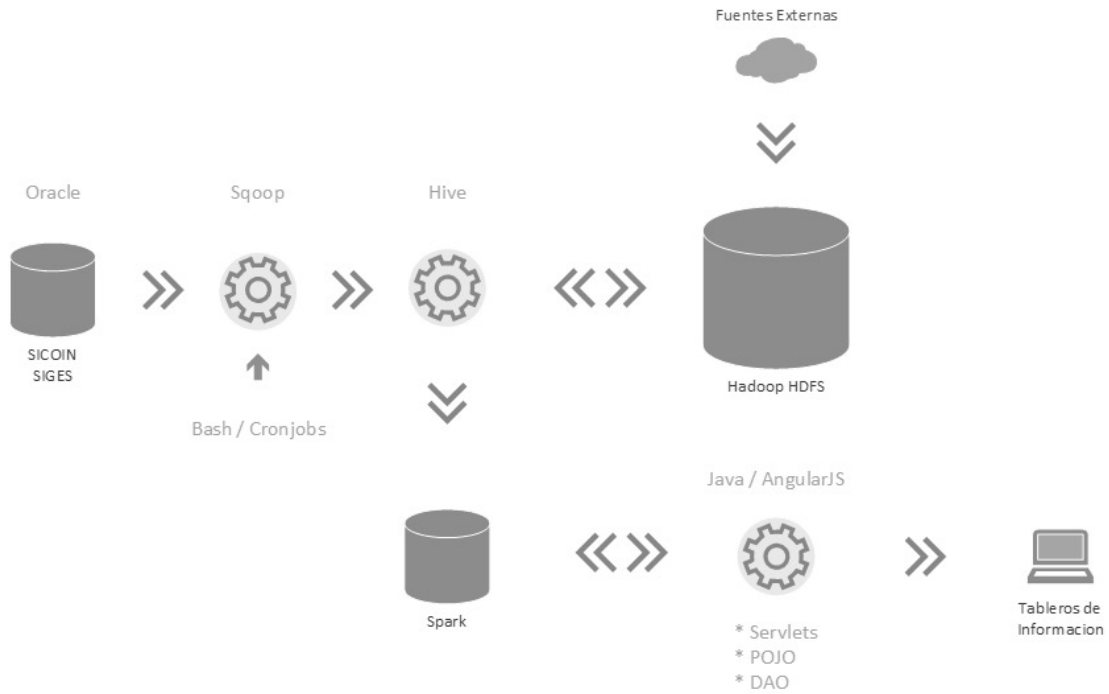 Fuentes Externas
Oracle
Sqoop
Hive
SICOIN
SIGES
Hadoop HDFS
Bash / Cronjobs
Java / AngularJS
Spark
* Servlets
* POJO
* DAO
Tableros de
Informacion